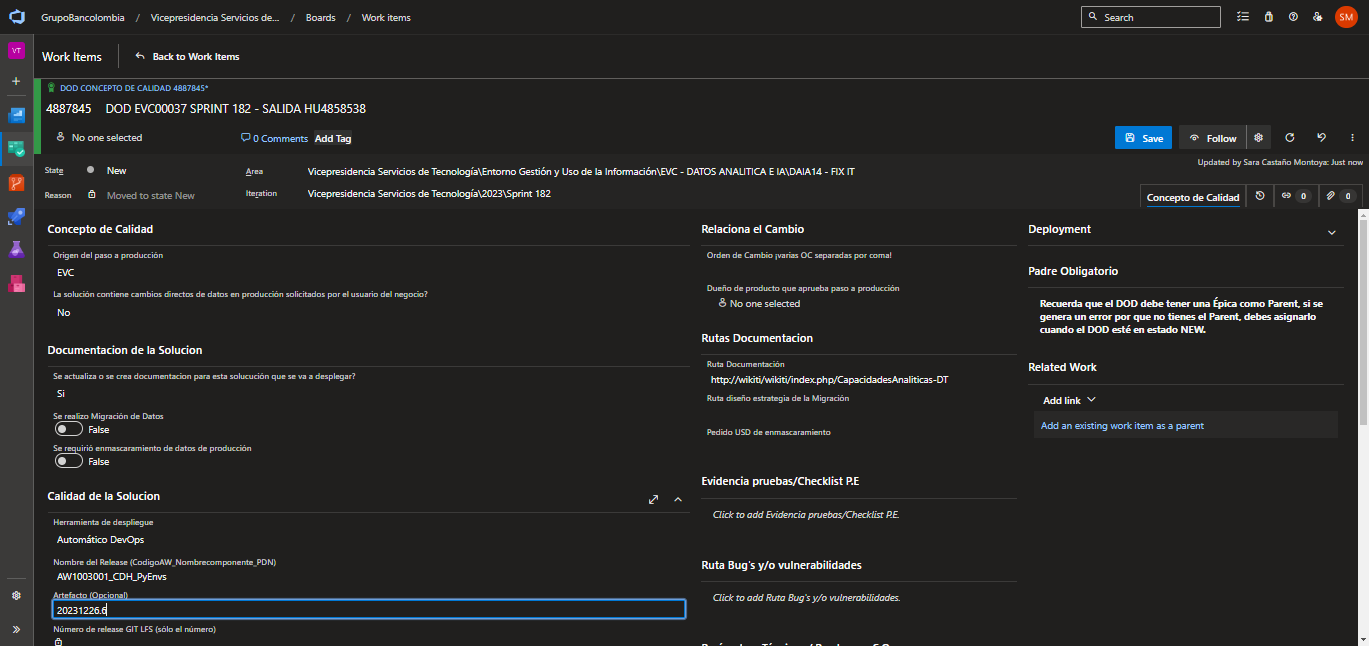 GrupoBancolombia / Vicepresidencia Servicios de... / Boards / Work items
Search
SM
VT
Work Items
Back to Work Items
DOD CONCEPTO DE CALIDAD 4887845*
4887845 DOD EVC00037 SPRINT 182 - SALIDA HU4858538
No one selected
0 Comments
Add Tag
Save
Follow
Updated by Sara Castaño Montoya: Just now
State
New
Area
Vicepresidencia Servicios de Tecnología\Entorno Gestión y Uso de la Información\EVC - DATOS ANALITICA E IA\DAIA14 - FIX IT
Reason
Moved to state New
Iteration
Vicepresidencia Servicios de Tecnología\2023\Sprint 182
Concepto de Calidad
0
0
Concepto de Calidad
Origen del paso a producción
EVC
La solución contiene cambios directos de datos en producción solicitados por el usuario del negocio?
No
Documentacion de la Solucion
Se actualiza o se crea documentacion para esta solucución que se va a desplegar?
Si
Se realizo Migración de Datos
False
Se requirió enmascaramiento de datos de producción
False
Calidad de la Solucion
Herramienta de despliegue
Automático DevOps
Nombre del Release (CodigoAW_Nombrecomponente_PDN)
AW1003001_CDH_PyEnvs
Artefacto (Opcional)
20231226.6
Número de release GIT LFS (sólo el número)
Relaciona el Cambio
Orden de Cambio ¡varias OC separadas por coma!
Dueño de producto que aprueba paso a producción
No one selected
Rutas Documentacion
Ruta Documentación
http://wikiti/wikiti/index.php/CapacidadesAnaliticas-DT
Ruta diseño estrategia de la Migración
Pedido USD de enmascaramiento
Evidencia pruebas/Checklist P.E
Click to add Evidencia pruebas/Checklist P.E.
Ruta Bug's y/o vulnerabilidades
Click to add Ruta Bug's y/o vulnerabilidades.
Deployment
Padre Obligatorio
Recuerda que el DOD debe tener una Épica como Parent, si se
genera un error por que no tienes el Parent, debes asignarlo
cuando el DOD esté en estado NEW.
Related Work
Add link
Add an existing work item as a parent